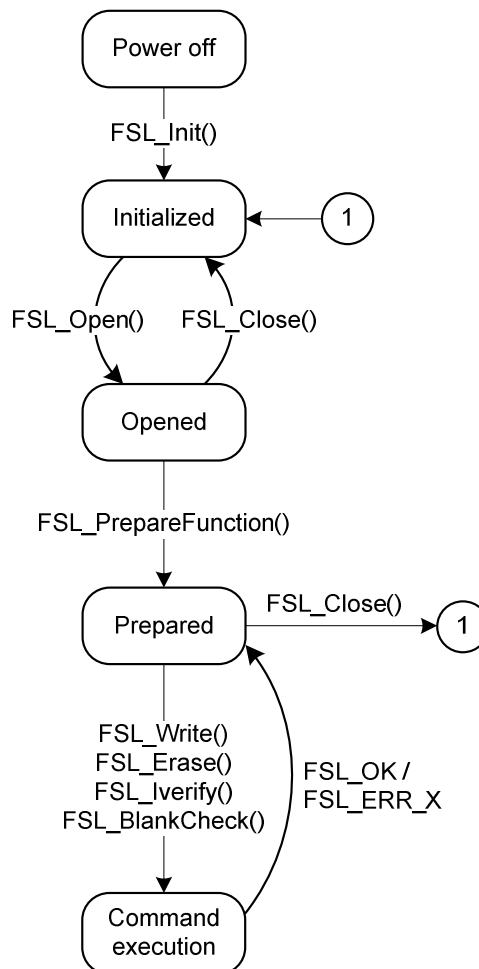 Power off
FSL_Init()
Initialized
1
FSL_Open()
FSL_Close()
Opened
FSL_PrepareFunction()
Prepared
FSL_Close()
1
FSL_Write()
FSL_Erase()
FSL_Iverify()
FSL_BlankCheck()
FSL_OK /
FSL_ERR_X
Command
execution